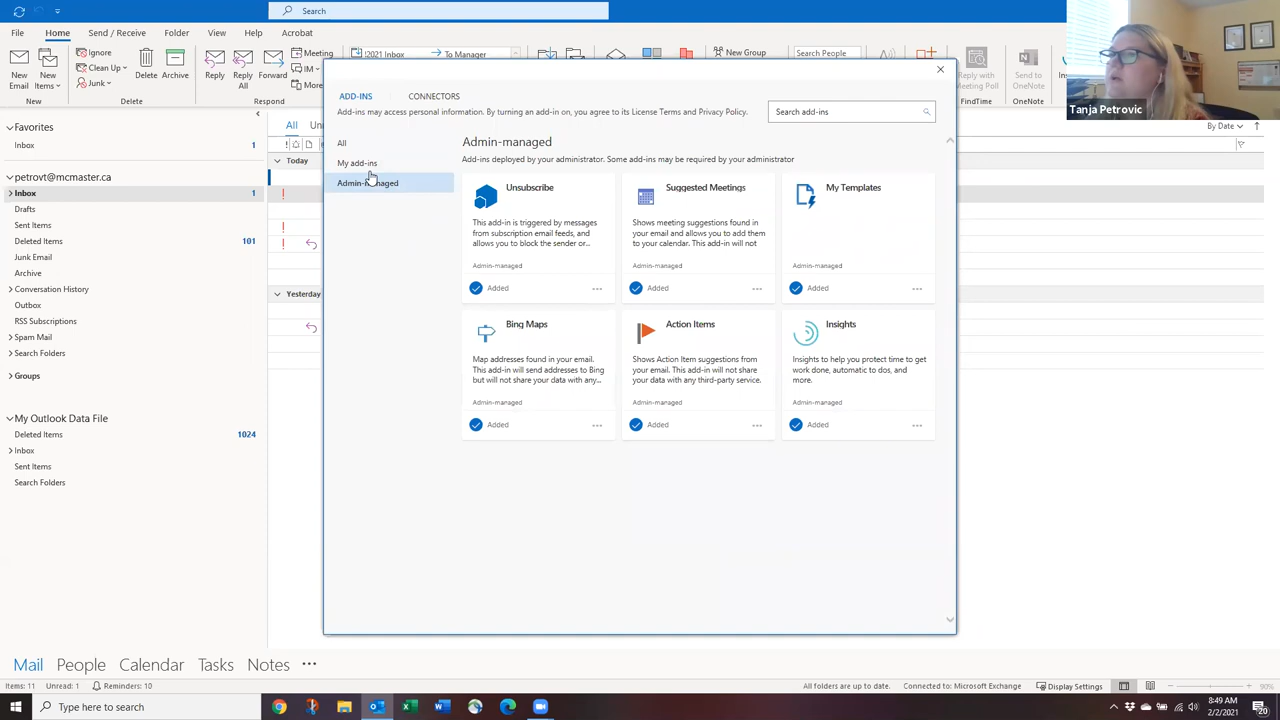 Search
File Home Send / Receive Folder View Help Acrobat
New Email
New Items
Ignore
Clean Up
Junk
Delete
Archive
Reply
Reply All
Forward
Meeting
IM
More
!2021 Inbox
To Manager
New Group
Search People
Reply with Meeting Poll
Send to OneNote
New
Delete
Respond
FindTime
OneNote
Tanja Petrovic
Favorites
Inbox 1
petrovt@mcmaster.ca
Inbox 1
Drafts
Sent Items
Deleted Items 101
Junk Email
Archive
Conversation History
Outbox
RSS Subscriptions
Spam Mail
Search Folders
Groups
My Outlook Data File
Deleted Items 1024
Inbox
Sent Items
Search Folders
All
By Date
Today
Yesterday
ADD-INS CONNECTORS
Add-ins may access personal information. By turning an add-in on, you agree to its License Terms and Privacy Policy.
Search add-ins
All
My add-ins
Admin-managed
Admin-managed
Add-ins deployed by your administrator. Some add-ins may be required by your administrator
Unsubscribe
This add-in is triggered by messages
from subscription email feeds, and
allows you to block the sender or...
Admin-managed
Added
Suggested Meetings
Shows meeting suggestions found in
your email and allows you to add them
to your calendar. This add-in will not
Admin-managed
Added
My Templates
Admin-managed
Added
Bing Maps
Map addresses found in your email.
This add-in will send addresses to Bing
but will not share your data with any...
Admin-managed
Added
Action Items
Shows Action Item suggestions from
your email. This add-in will not share
your data with any third-party service.
Admin-managed
Added
Insights
Insights to help you protect time to get
work done, automatic to dos, and
more.
Admin-managed
Added
Mail People Calendar Tasks Notes
Items: 11 Unread: 1 Reminders: 10
All folders are up to date. Connected to: Microsoft Exchange Display Settings 90%
Type here to search
8:49 AM
2/2/2021
20